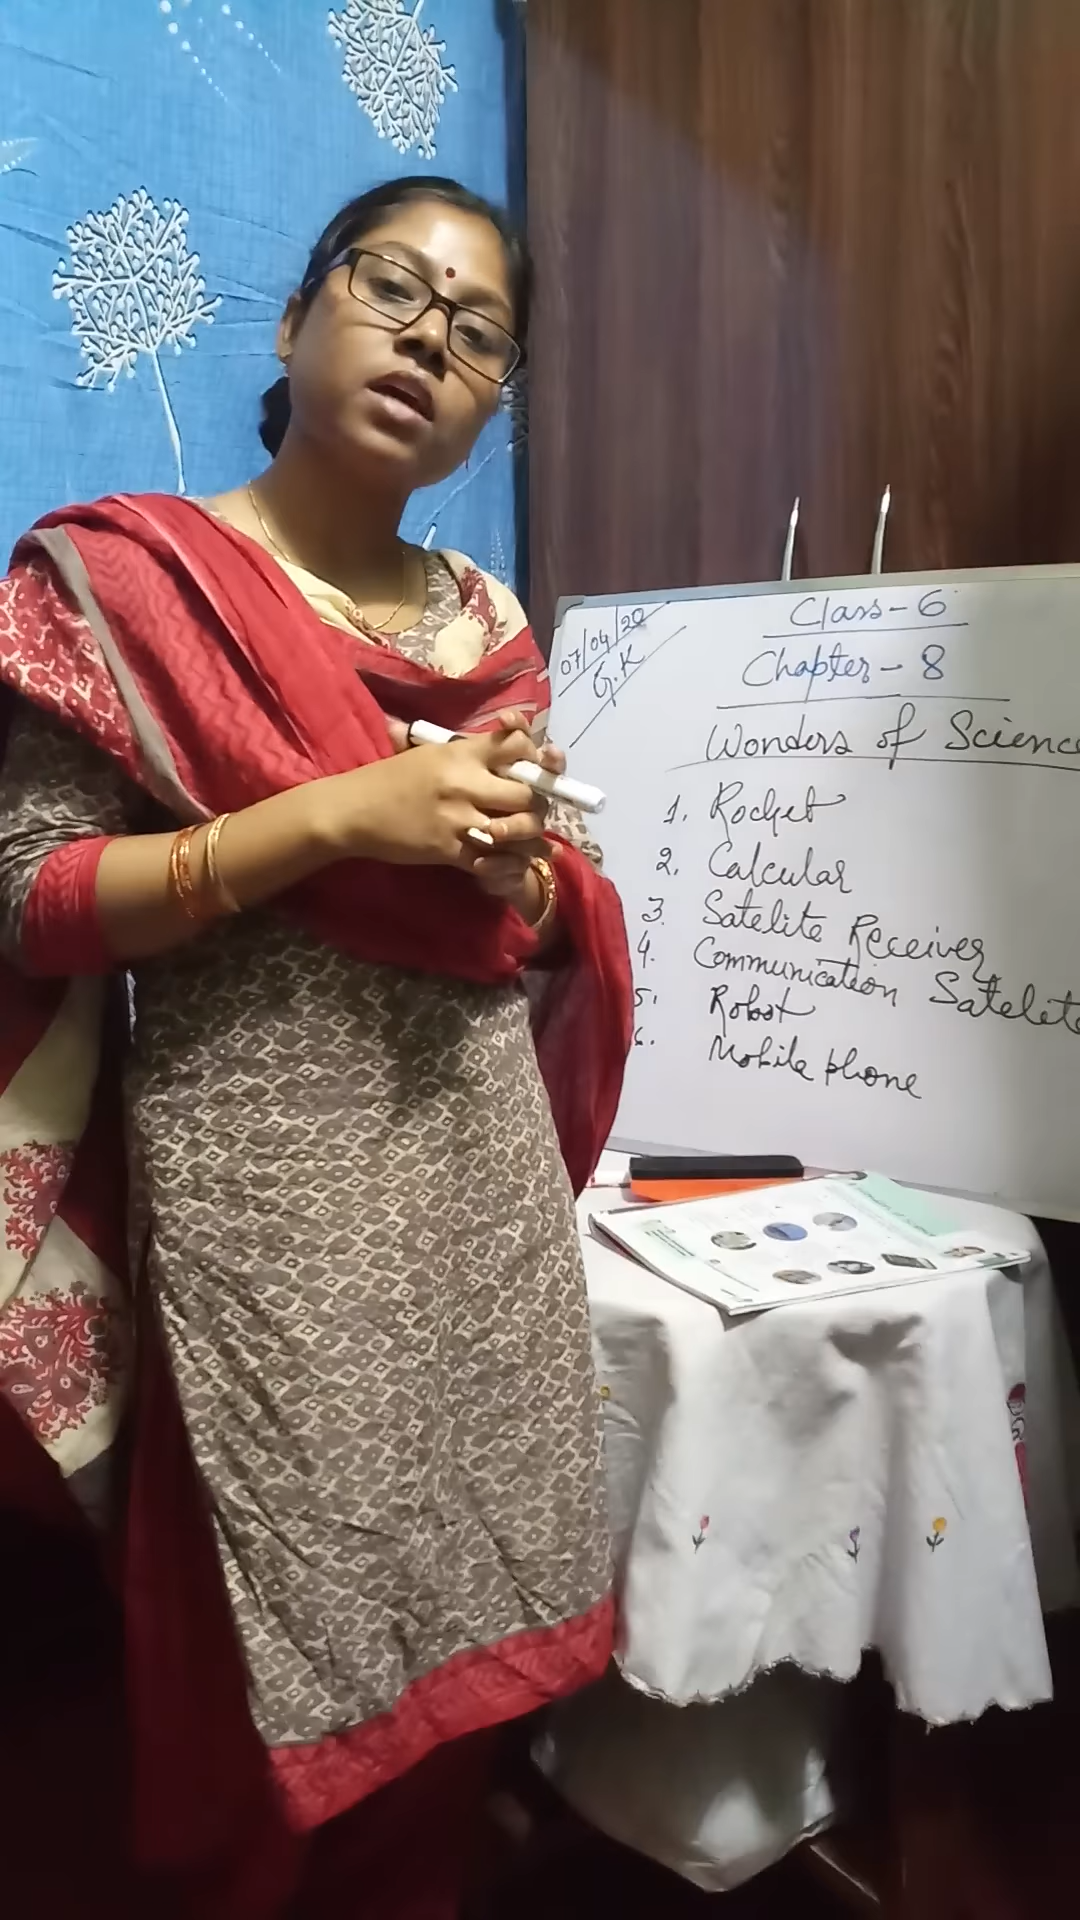 07/04/20
G.K
Class-6
Chapter-8
Wonders of Science
1. Rocket
2. Calcular
3. Satelite Receiver
4. Communication Satelite
5. Robot
6. Mobile phone